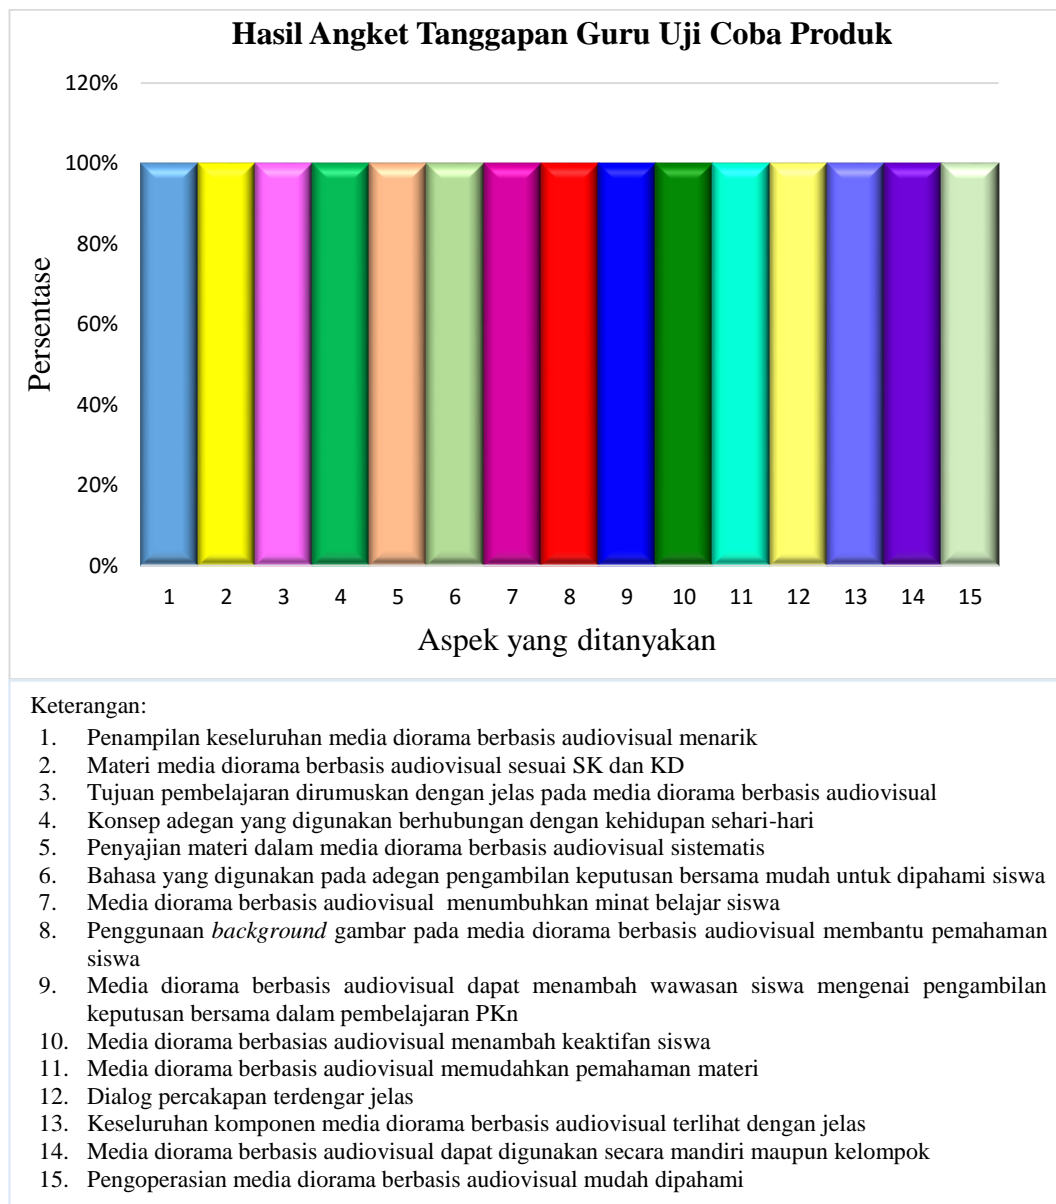 Hasil Angket Tanggapan Guru Uji Coba Produk
120%
100%
80%
60%
40%
20%
0%
Persentase
1 2 3 4 5 6 7 8 9 10 11 12 13 14 15
Aspek yang ditanyakan
Keterangan:
1. Penampilan keseluruhan media diorama berbasis audiovisual menarik
2. Materi media diorama berbasis audiovisual sesuai SK dan KD
3. Tujuan pembelajaran dirumuskan dengan jelas pada media diorama berbasis audiovisual
4. Konsep adegan yang digunakan berhubungan dengan kehidupan sehari-hari
5. Penyajian materi dalam media diorama berbasis audiovisual sistematis
6. Bahasa yang digunakan pada adegan pengambilan keputusan bersama mudah untuk dipahami siswa
7. Media diorama berbasis audiovisual menumbuhkan minat belajar siswa
8. Penggunaan background gambar pada media diorama berbasis audiovisual membantu pemahaman
siswa
9. Media diorama berbasis audiovisual dapat menambah wawasan siswa mengenai pengambilan
keputusan bersama dalam pembelajaran PKn
10. Media diorama berbasias audiovisual menambah keaktifan siswa
11. Media diorama berbasis audiovisual memudahkan pemahaman materi
12. Dialog percakapan terdengar jelas
13. Keseluruhan komponen media diorama berbasis audiovisual terlihat dengan jelas
14. Media diorama berbasis audiovisual dapat digunakan secara mandiri maupun kelompok
15. Pengoperasian media diorama berbasis audiovisual mudah dipahami